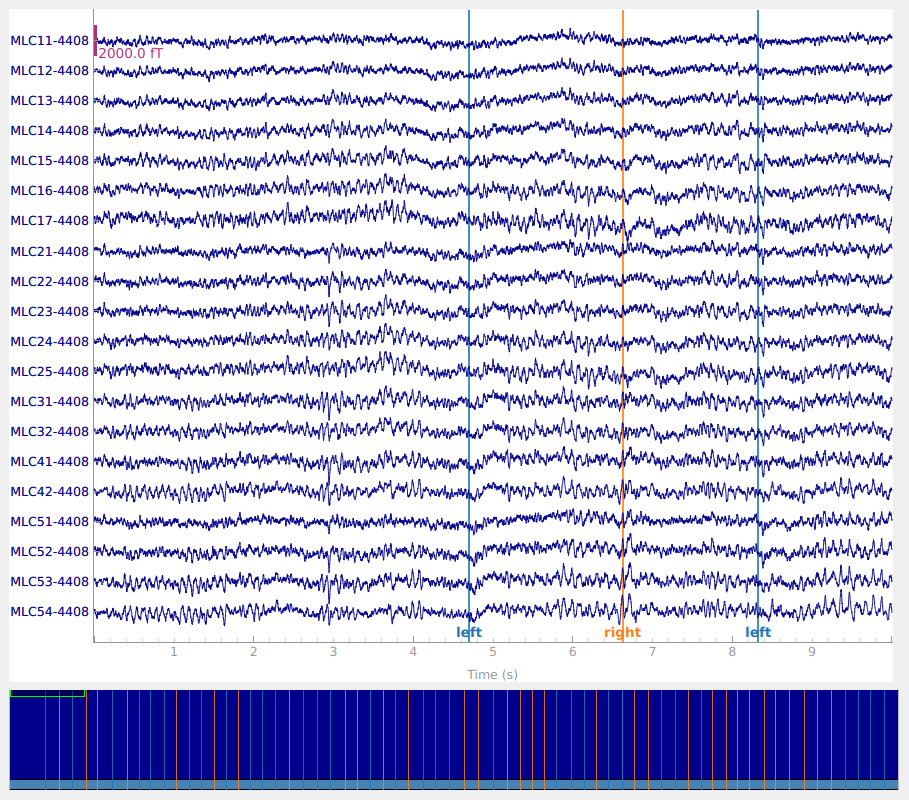 MLC11-4408
2000.0 fT
MLC12-4408
MLC13-4408
MLC14-4408
MLC15-4408
MLC16-4408
MLC17-4408
MLC21-4408
MLC22-4408
MLC23-4408
MLC24-4408
MLC25-4408
MLC31-4408
MLC32-4408
MLC41-4408
MLC42-4408
MLC51-4408
MLC52-4408
MLC53-4408
MLC54-4408
left right left
1 2 3 4 5 6 7 8 9
Time (s)